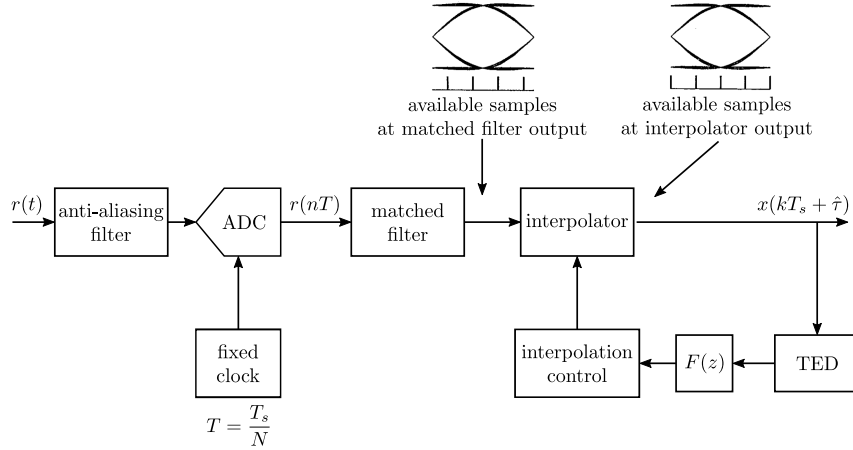 available samples
at matched filter output
available samples
at interpolator output
r(t)
anti-aliasing
filter
ADC
r(nT)
matched
filter
interpolator
x(kT_s + τ̂)
fixed
clock
interpolation
control
F(z)
TED
T = T_s/N